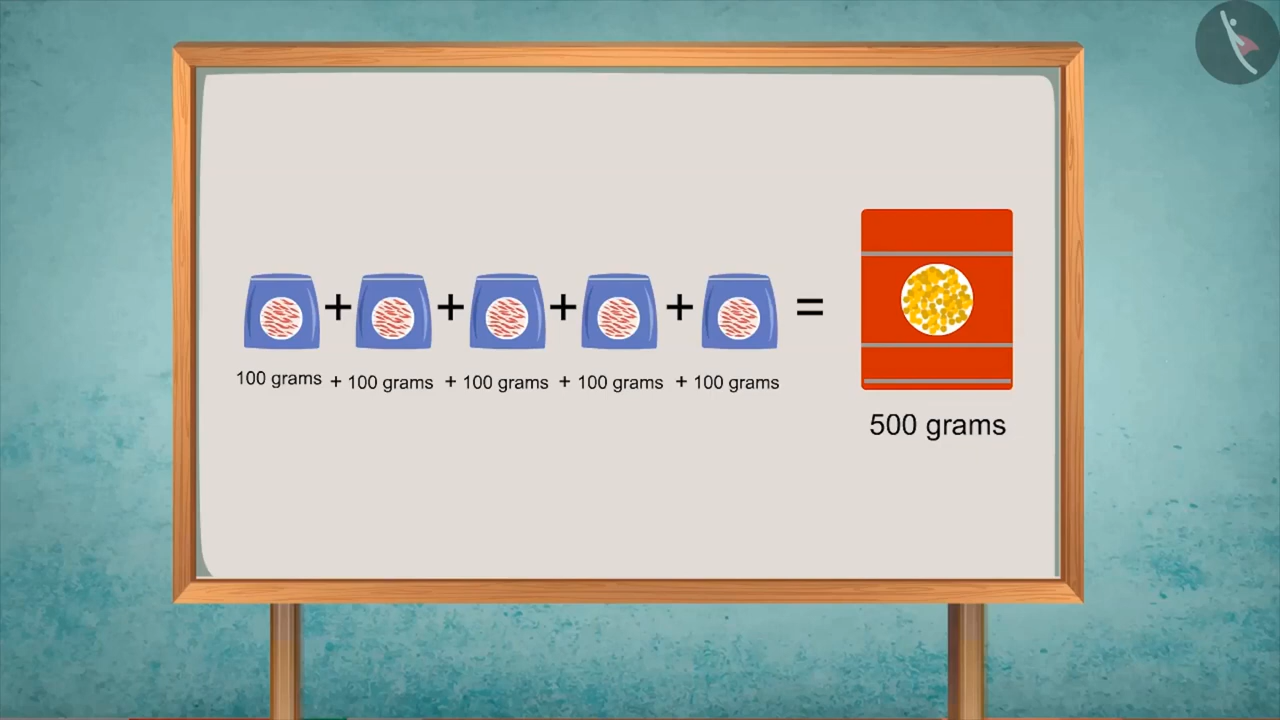 + + + + =
100 grams + 100 grams + 100 grams + 100 grams + 100 grams
500 grams